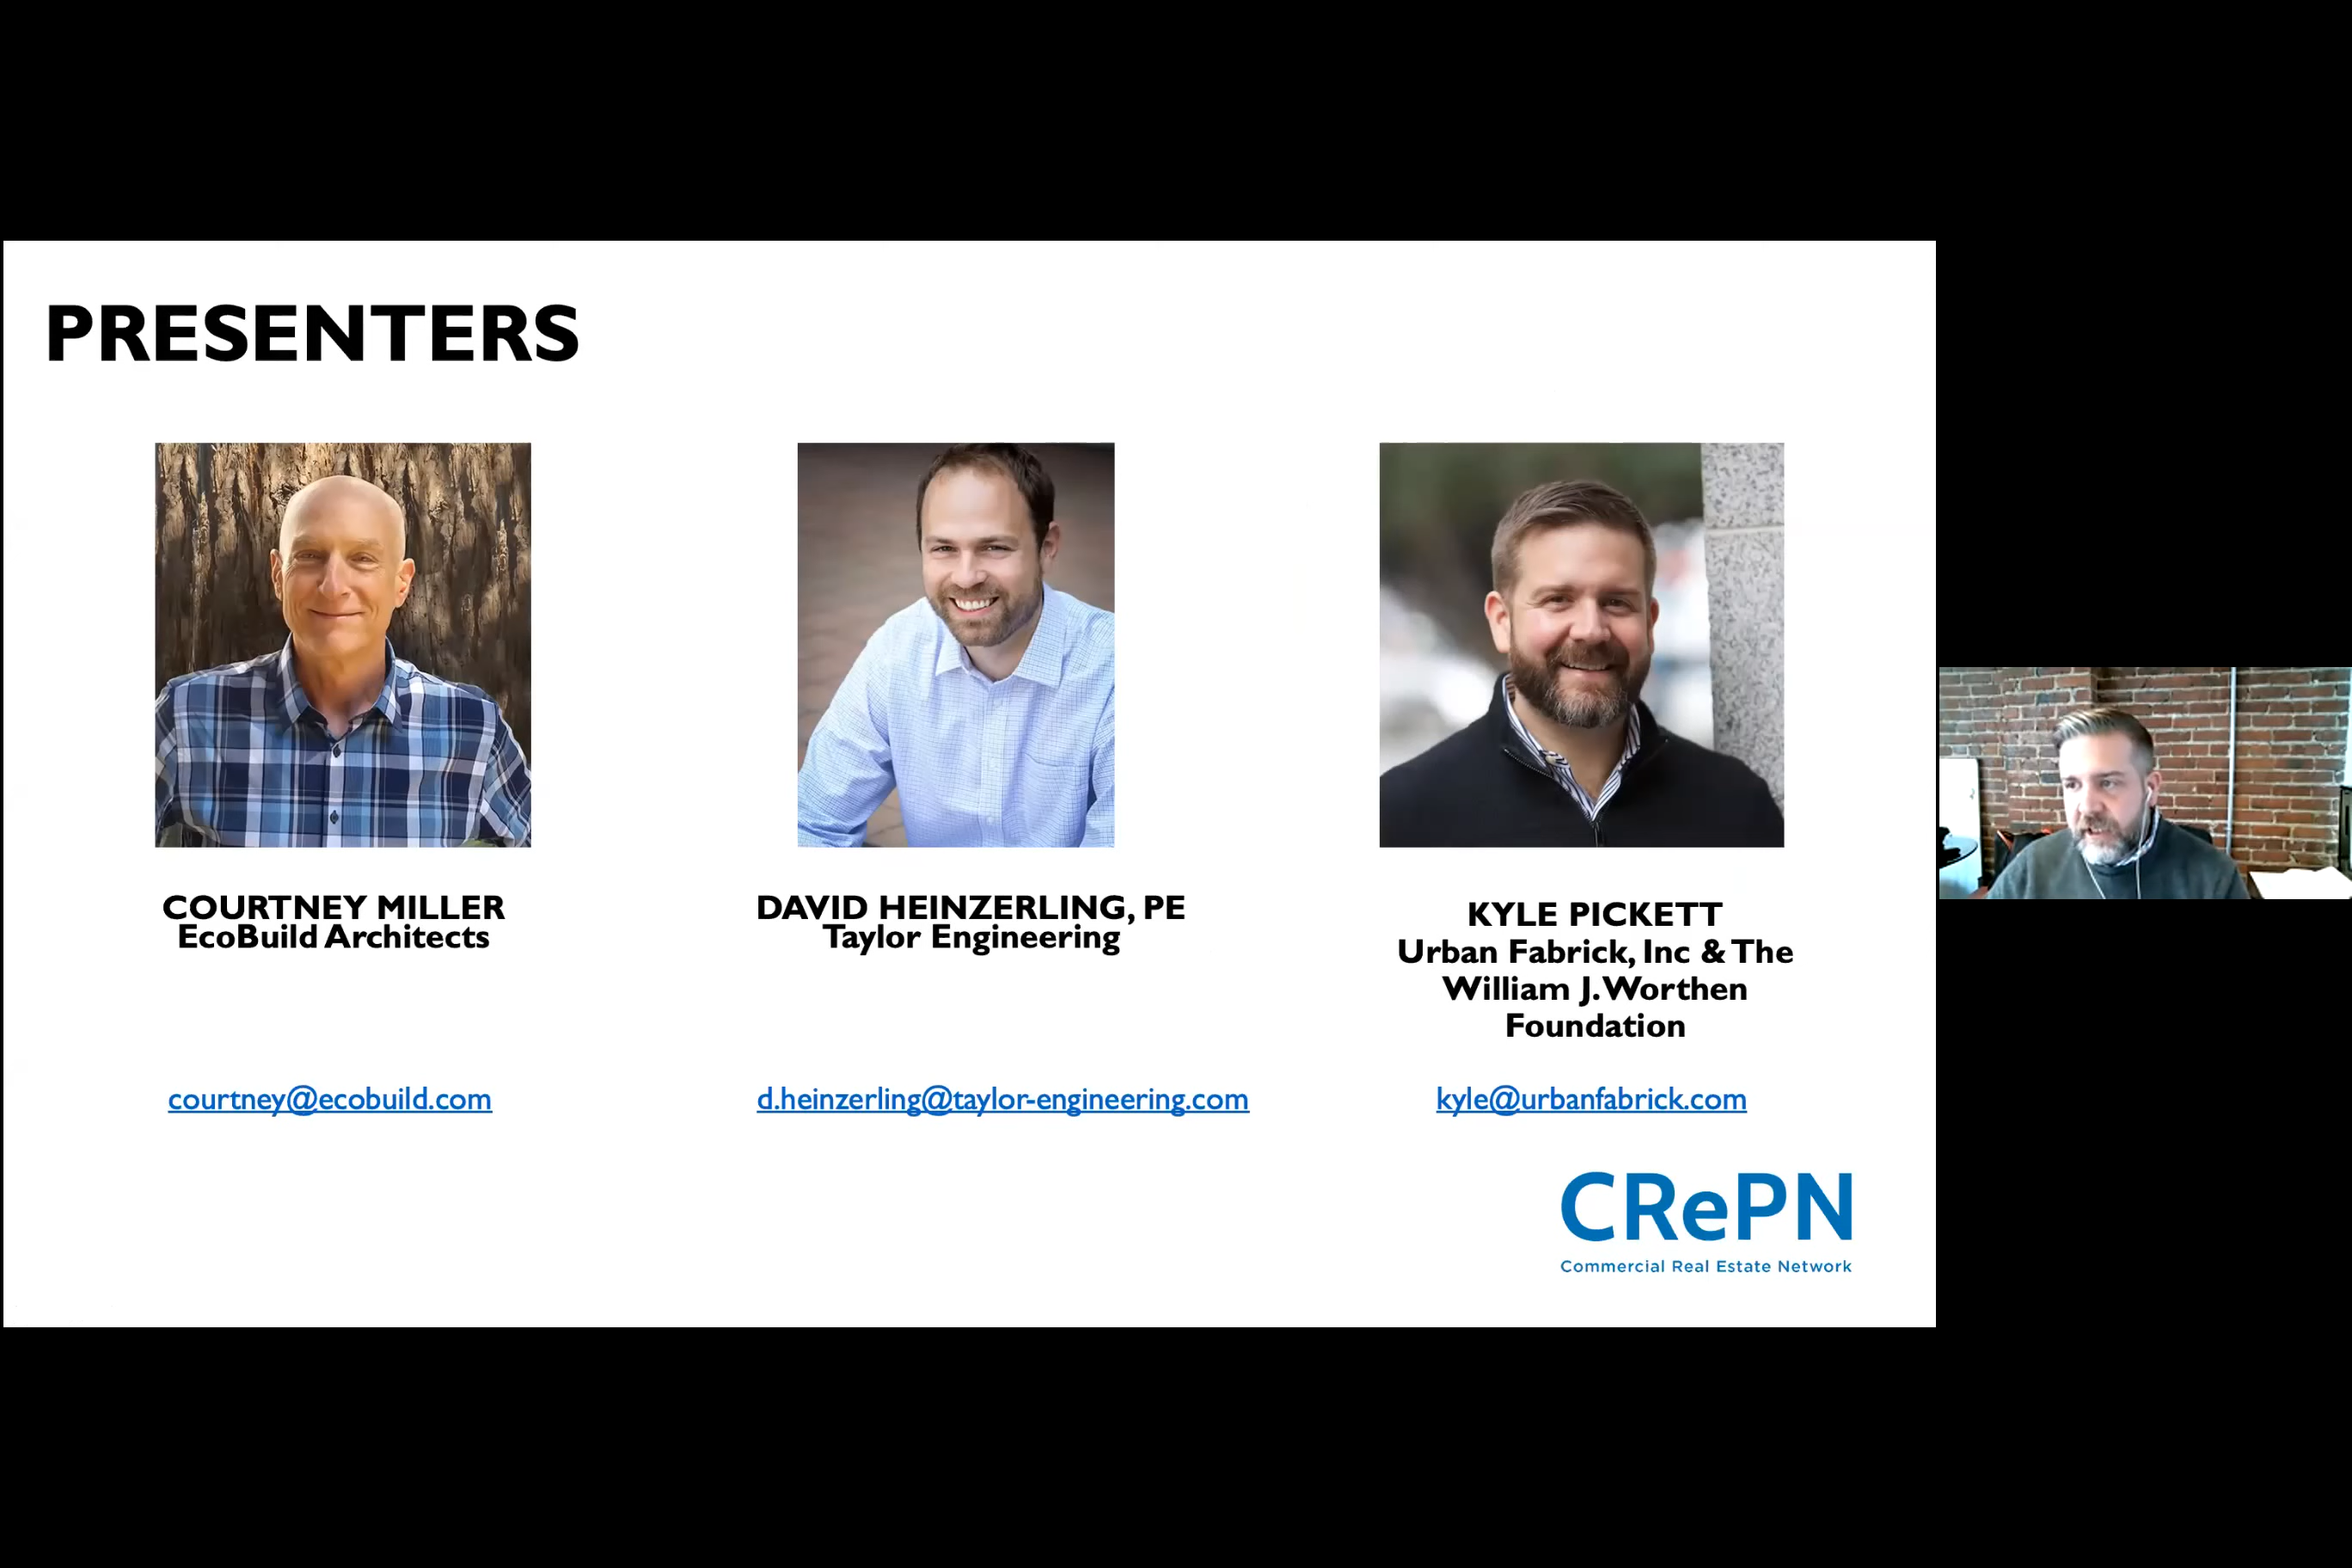 PRESENTERS
COURTNEY MILLER
EcoBuild Architects
courtney@ecobuild.com
DAVID HEINZERLING, PE
Taylor Engineering
d.heinzerling@taylor-engineering.com
KYLE PICKETT
Urban Fabrick, Inc & The
William J. Worthen
Foundation
kyle@urbanfabrick.com
CRePN
Commercial Real Estate Network